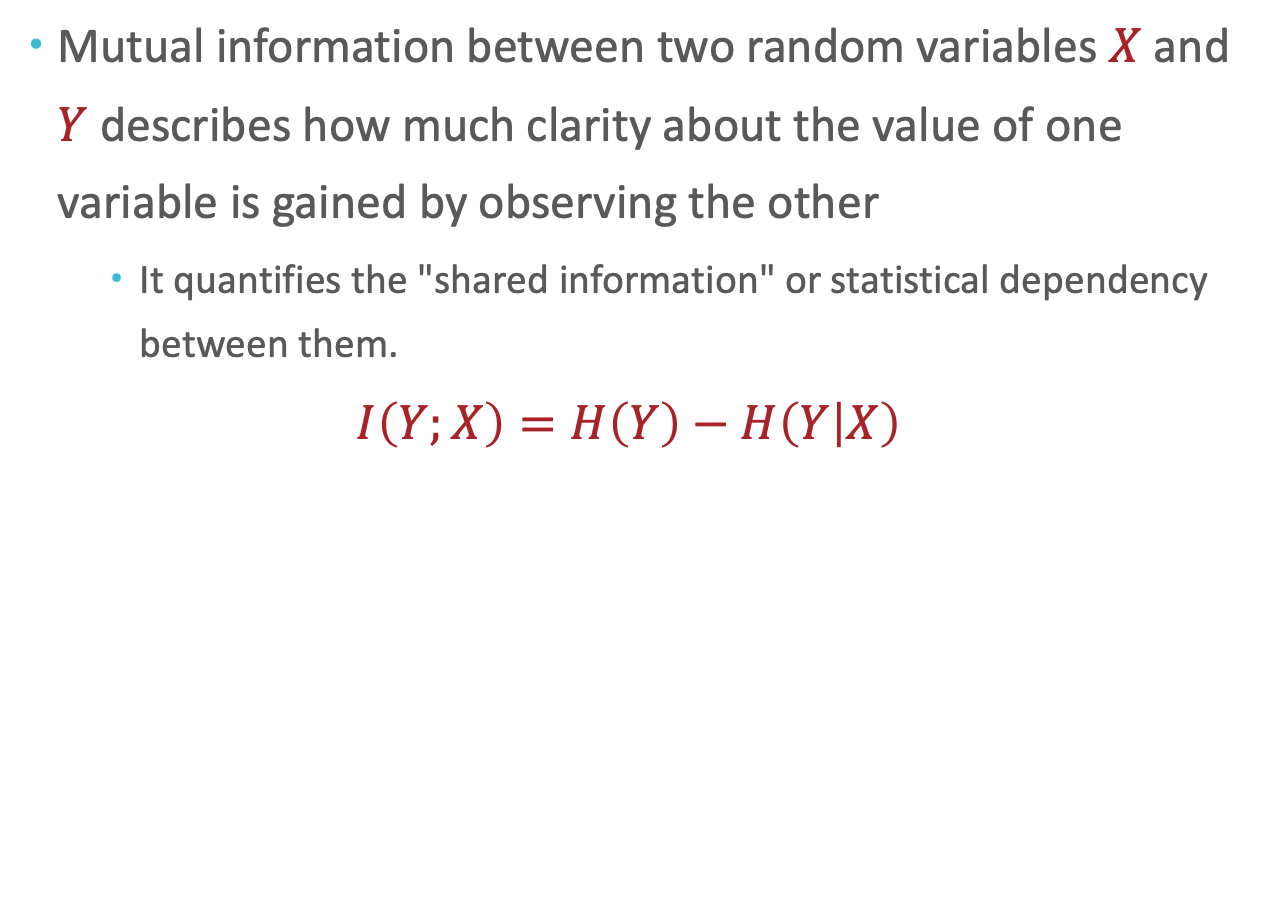 • Mutual information between two random variables X and
Y describes how much clarity about the value of one
variable is gained by observing the other
• It quantifies the "shared information" or statistical dependency
between them.
I(Y; X) = H(Y) − H(Y|X)